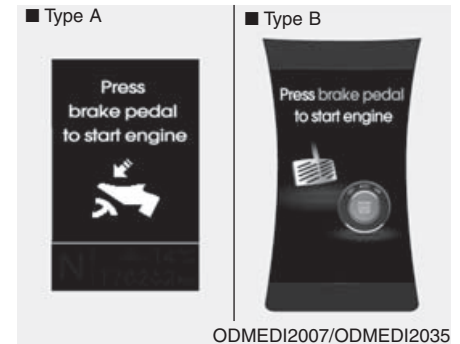 ■ Type A
Press
brake pedal
to start engine
N
■ Type B
Press brake pedal
to start engine
ODMEDI2007/ODMEDI2035